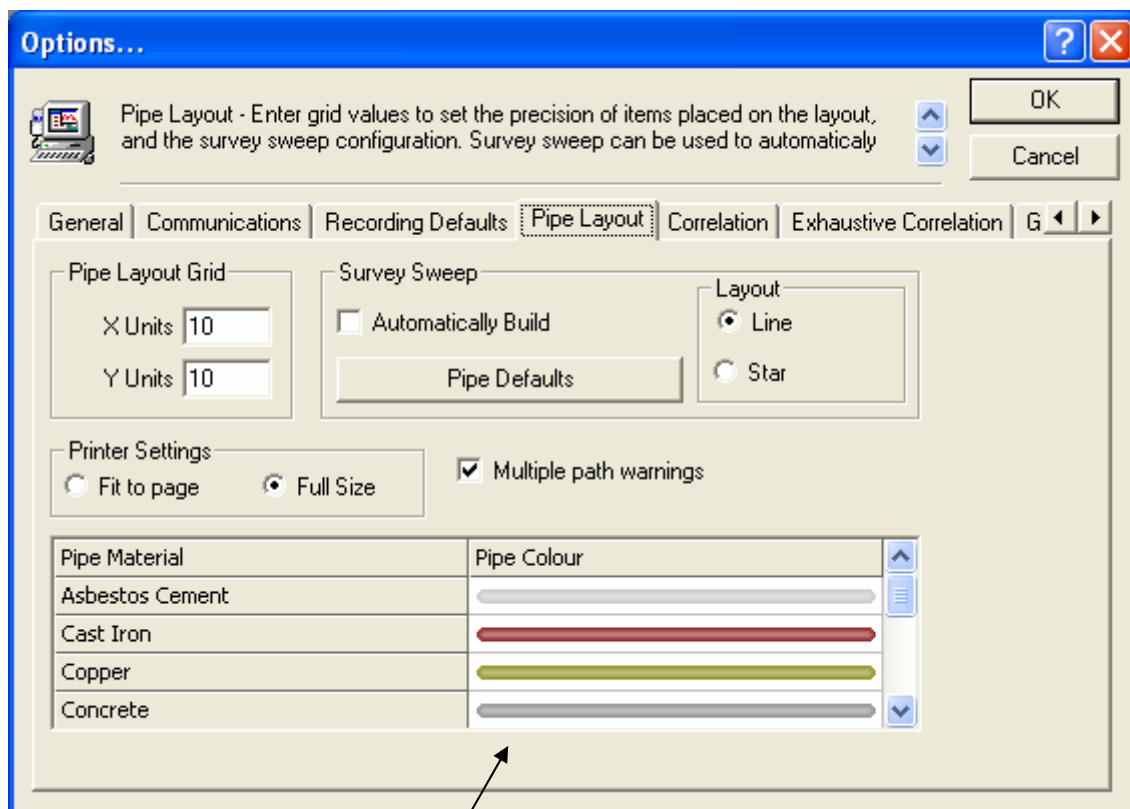 Options...
Pipe Layout - Enter grid values to set the precision of items placed on the layout,
and the survey sweep configuration. Survey sweep can be used to automaticaly
OK
Cancel
General Communications Recording Defaults Pipe Layout Correlation Exhaustive Correlation G
Pipe Layout Grid
X Units 10
Y Units 10
Survey Sweep
Automatically Build
Pipe Defaults
Layout
Line
Star
Printer Settings
Fit to page Full Size
Multiple path warnings
Pipe Material Pipe Colour
Asbestos Cement
Cast Iron
Copper
Concrete